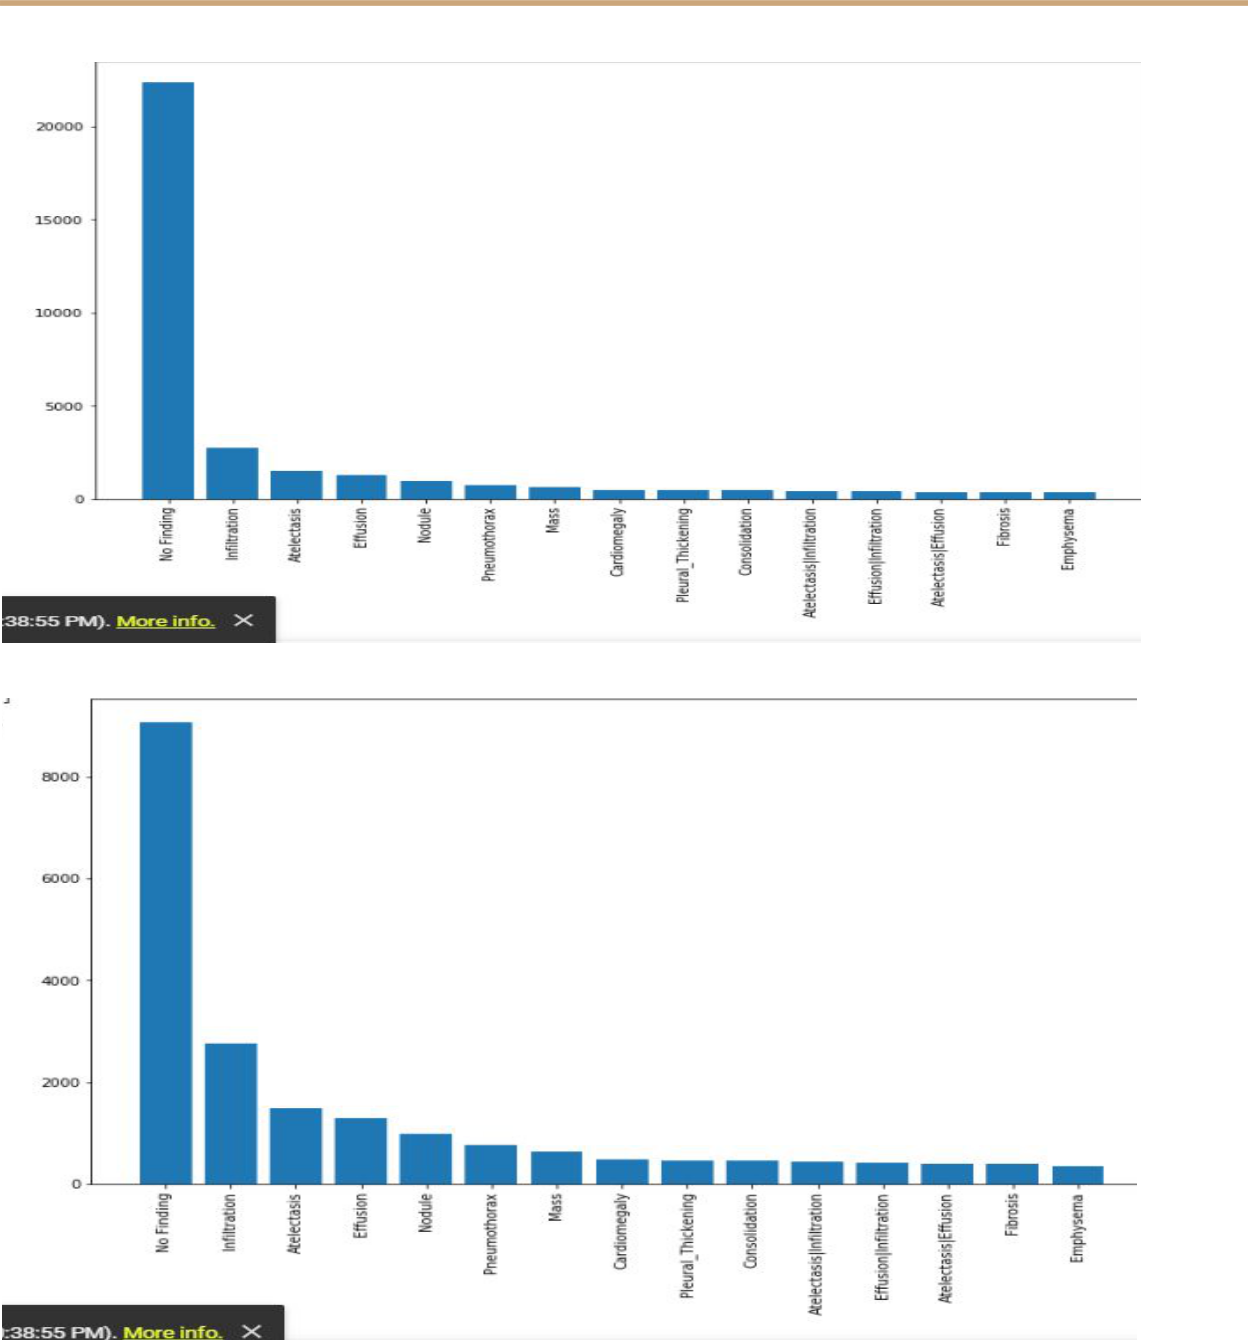 20000
15000
10000
5000
0
No Finding
Infiltration
Atelectasis
Effusion
Nodule
Pneumothorax
Mass
Cardiomegaly
Pleural_Thickening
Consolidation
Atelectasis|Infiltration
Effusion|Infiltration
Atelectasis|Effusion
Fibrosis
Emphysema
:38:55 PM). More info. ×
8000
6000
4000
2000
0
No Finding
Infiltration
Atelectasis
Effusion
Nodule
Pneumothorax
Mass
Cardiomegaly
Pleural_Thickening
Consolidation
Atelectasis|Infiltration
Effusion|Infiltration
Atelectasis|Effusion
Fibrosis
Emphysema
:38:55 PM). More info. ×